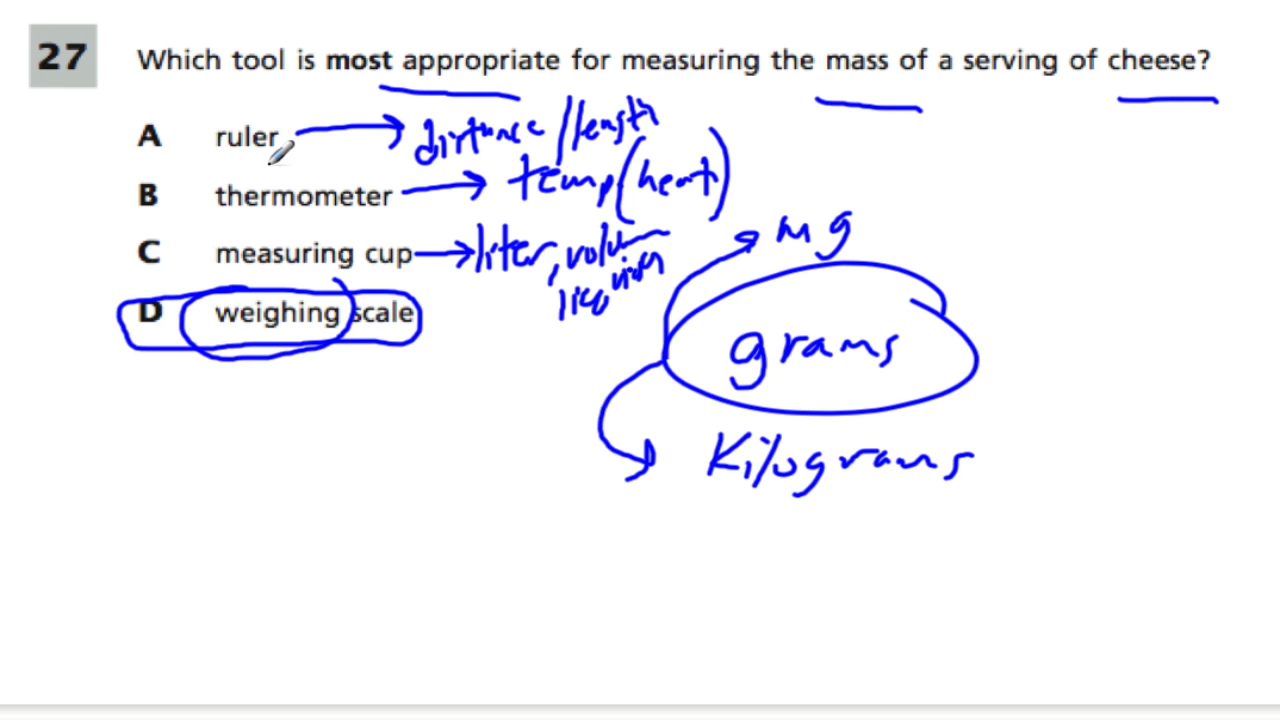 27 Which tool is most appropriate for measuring the mass of a serving of cheese?
A ruler distance/length
B thermometer temp(heat)
C measuring cup liter,
D weighing scale
mg
grams
Kilograms